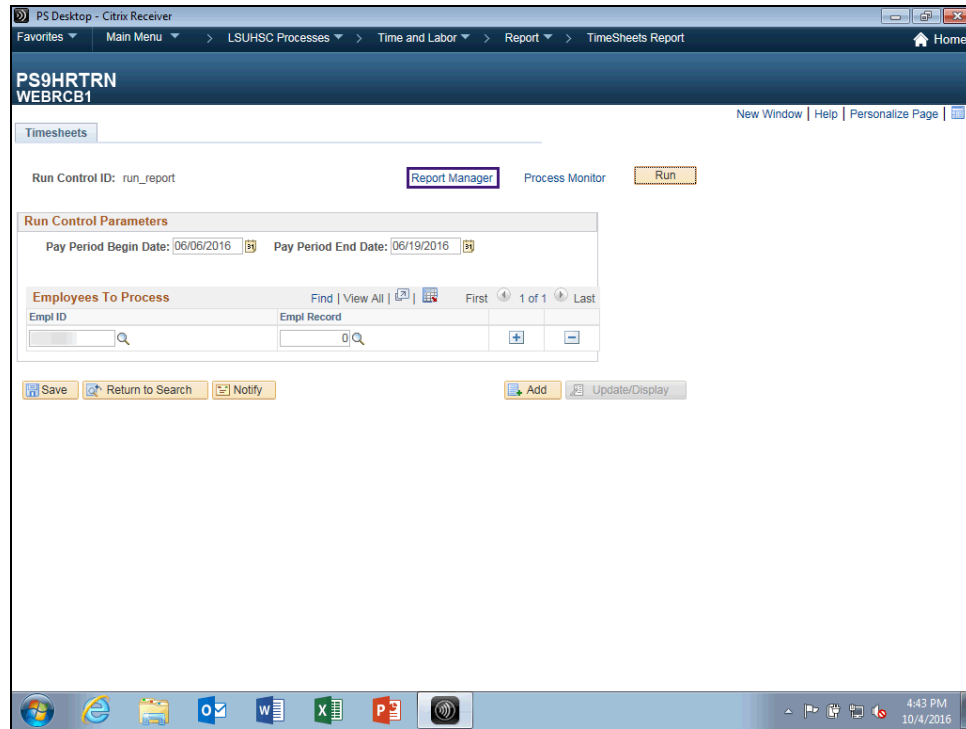 PS Desktop - Citrix Receiver
Favorites Main Menu > LSUHSC Processes > Time and Labor > Report > TimeSheets Report Home
PS9HRTRN
WEBRCB1
New Window | Help | Personalize Page |
Timesheets
Run Control ID: run_report Report Manager Process Monitor Run
Run Control Parameters
Pay Period Begin Date: 06/06/2016 Pay Period End Date: 06/19/2016
Employees To Process Find | View All | | First 1 of 1 Last
Empl ID Empl Record
0
Save Return to Search Notify Add Update/Display
4:43 PM
10/4/2016